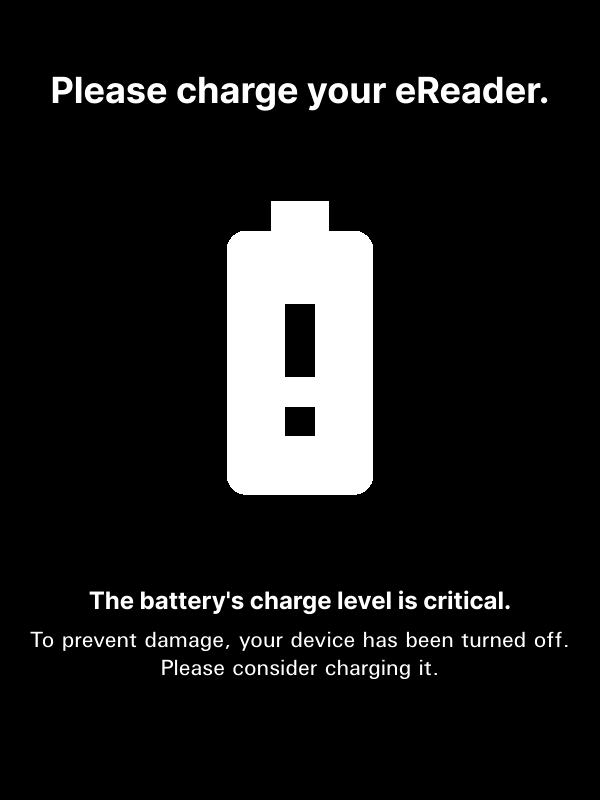 Please charge your eReader.
The battery's charge level is critical.
To prevent damage, your device has been turned off.
Please consider charging it.